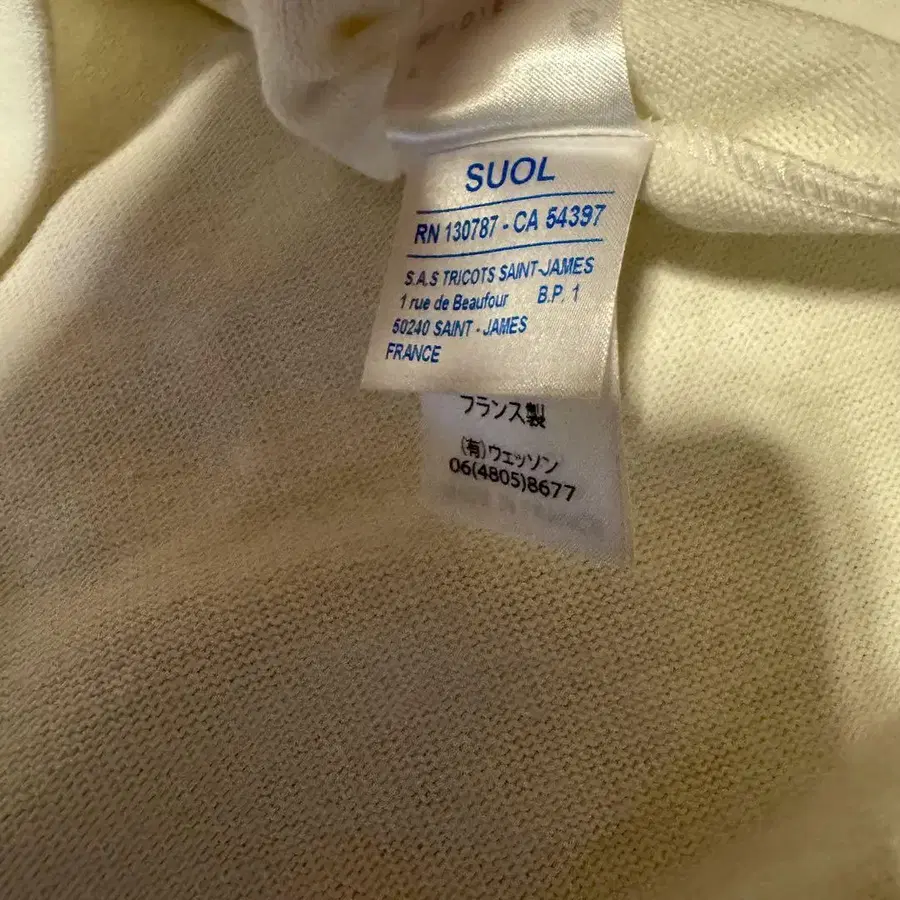 SUOL
RN 130787 - CA 54397
S.A.S TRICOTS SAINT-JAMES
1 rue de Beaufour B.P. 1
50240 SAINT - JAMES
FRANCE
フランス製
(有)ウェッソン
06(4805)8677